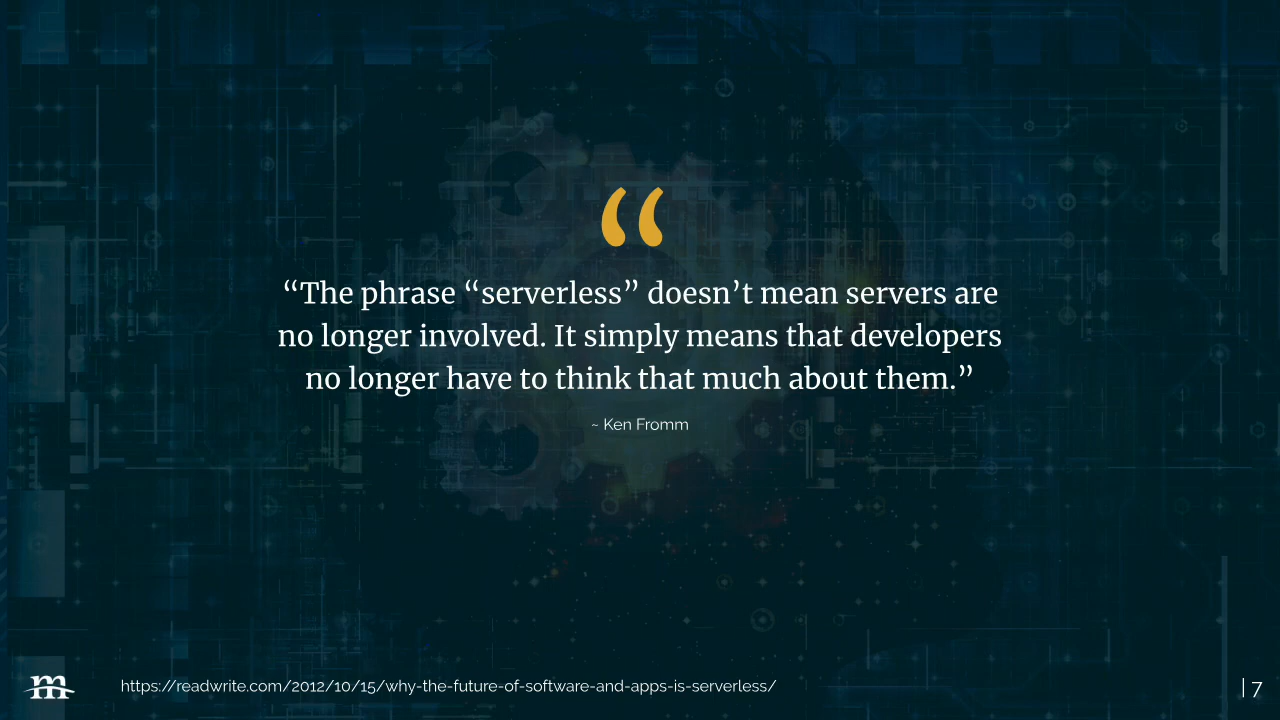 “
“The phrase “serverless” doesn’t mean servers are
no longer involved. It simply means that developers
no longer have to think that much about them.”
~ Ken Fromm
m
https://readwrite.com/2012/10/15/why-the-future-of-software-and-apps-is-serverless/
| 7